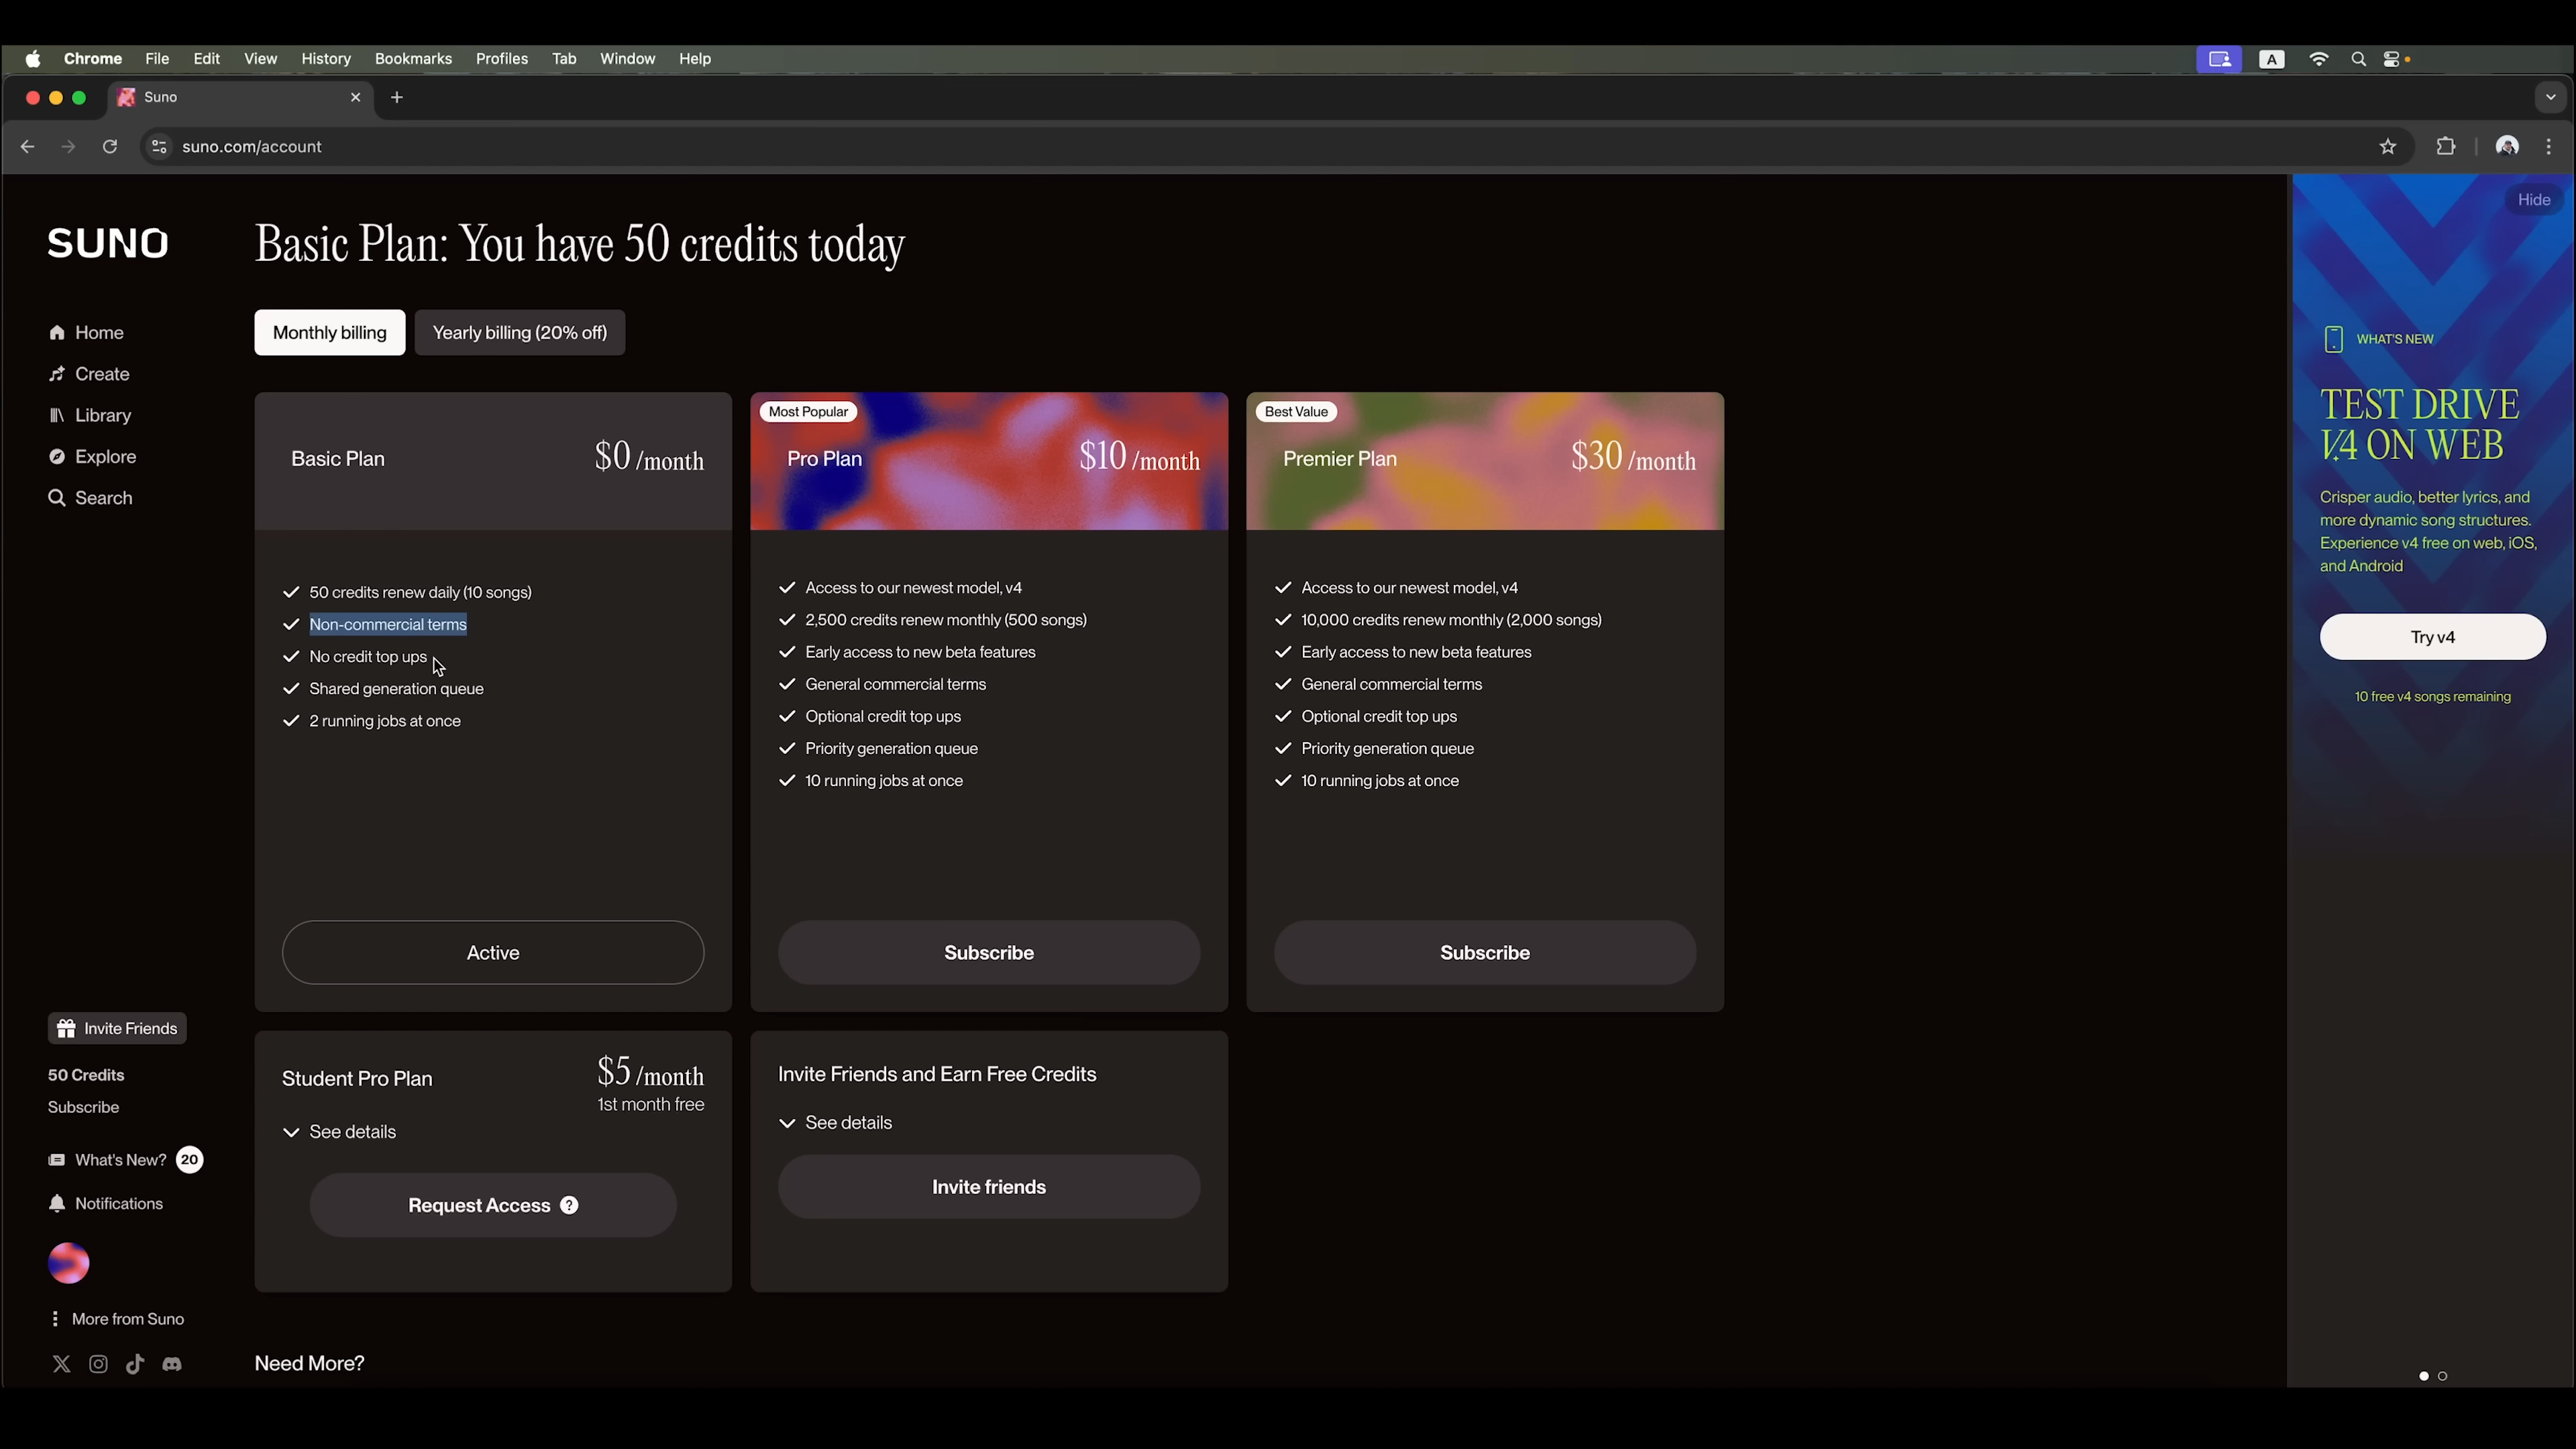 Chrome File Edit View History Bookmarks Profiles Tab Window Help
A
Suno
suno.com/account
SUNO
Home
Create
Library
Explore
Search
Invite Friends
50 Credits
Subscribe
What's New? 20
Notifications
More from Suno
Basic Plan: You have 50 credits today
Monthly billing
Yearly billing (20% off)
Basic Plan
$0 /month
50 credits renew daily (10 songs)
Non-commercial terms
No credit top ups
Shared generation queue
2 running jobs at once
Active
Most Popular
Pro Plan
$10 /month
Access to our newest model, v4
2,500 credits renew monthly (500 songs)
Early access to new beta features
General commercial terms
Optional credit top ups
Priority generation queue
10 running jobs at once
Subscribe
Best Value
Premier Plan
$30 /month
Access to our newest model, v4
10,000 credits renew monthly (2,000 songs)
Early access to new beta features
General commercial terms
Optional credit top ups
Priority generation queue
10 running jobs at once
Subscribe
Student Pro Plan
$5 /month
1st month free
See details
Request Access ?
Invite Friends and Earn Free Credits
See details
Invite friends
Need More?
Hide
WHAT'S NEW
TEST DRIVE
V4 ON WEB
Crisper audio, better lyrics, and
more dynamic song structures.
Experience v4 free on web, iOS,
and Android
Try v4
10 free v4 songs remaining